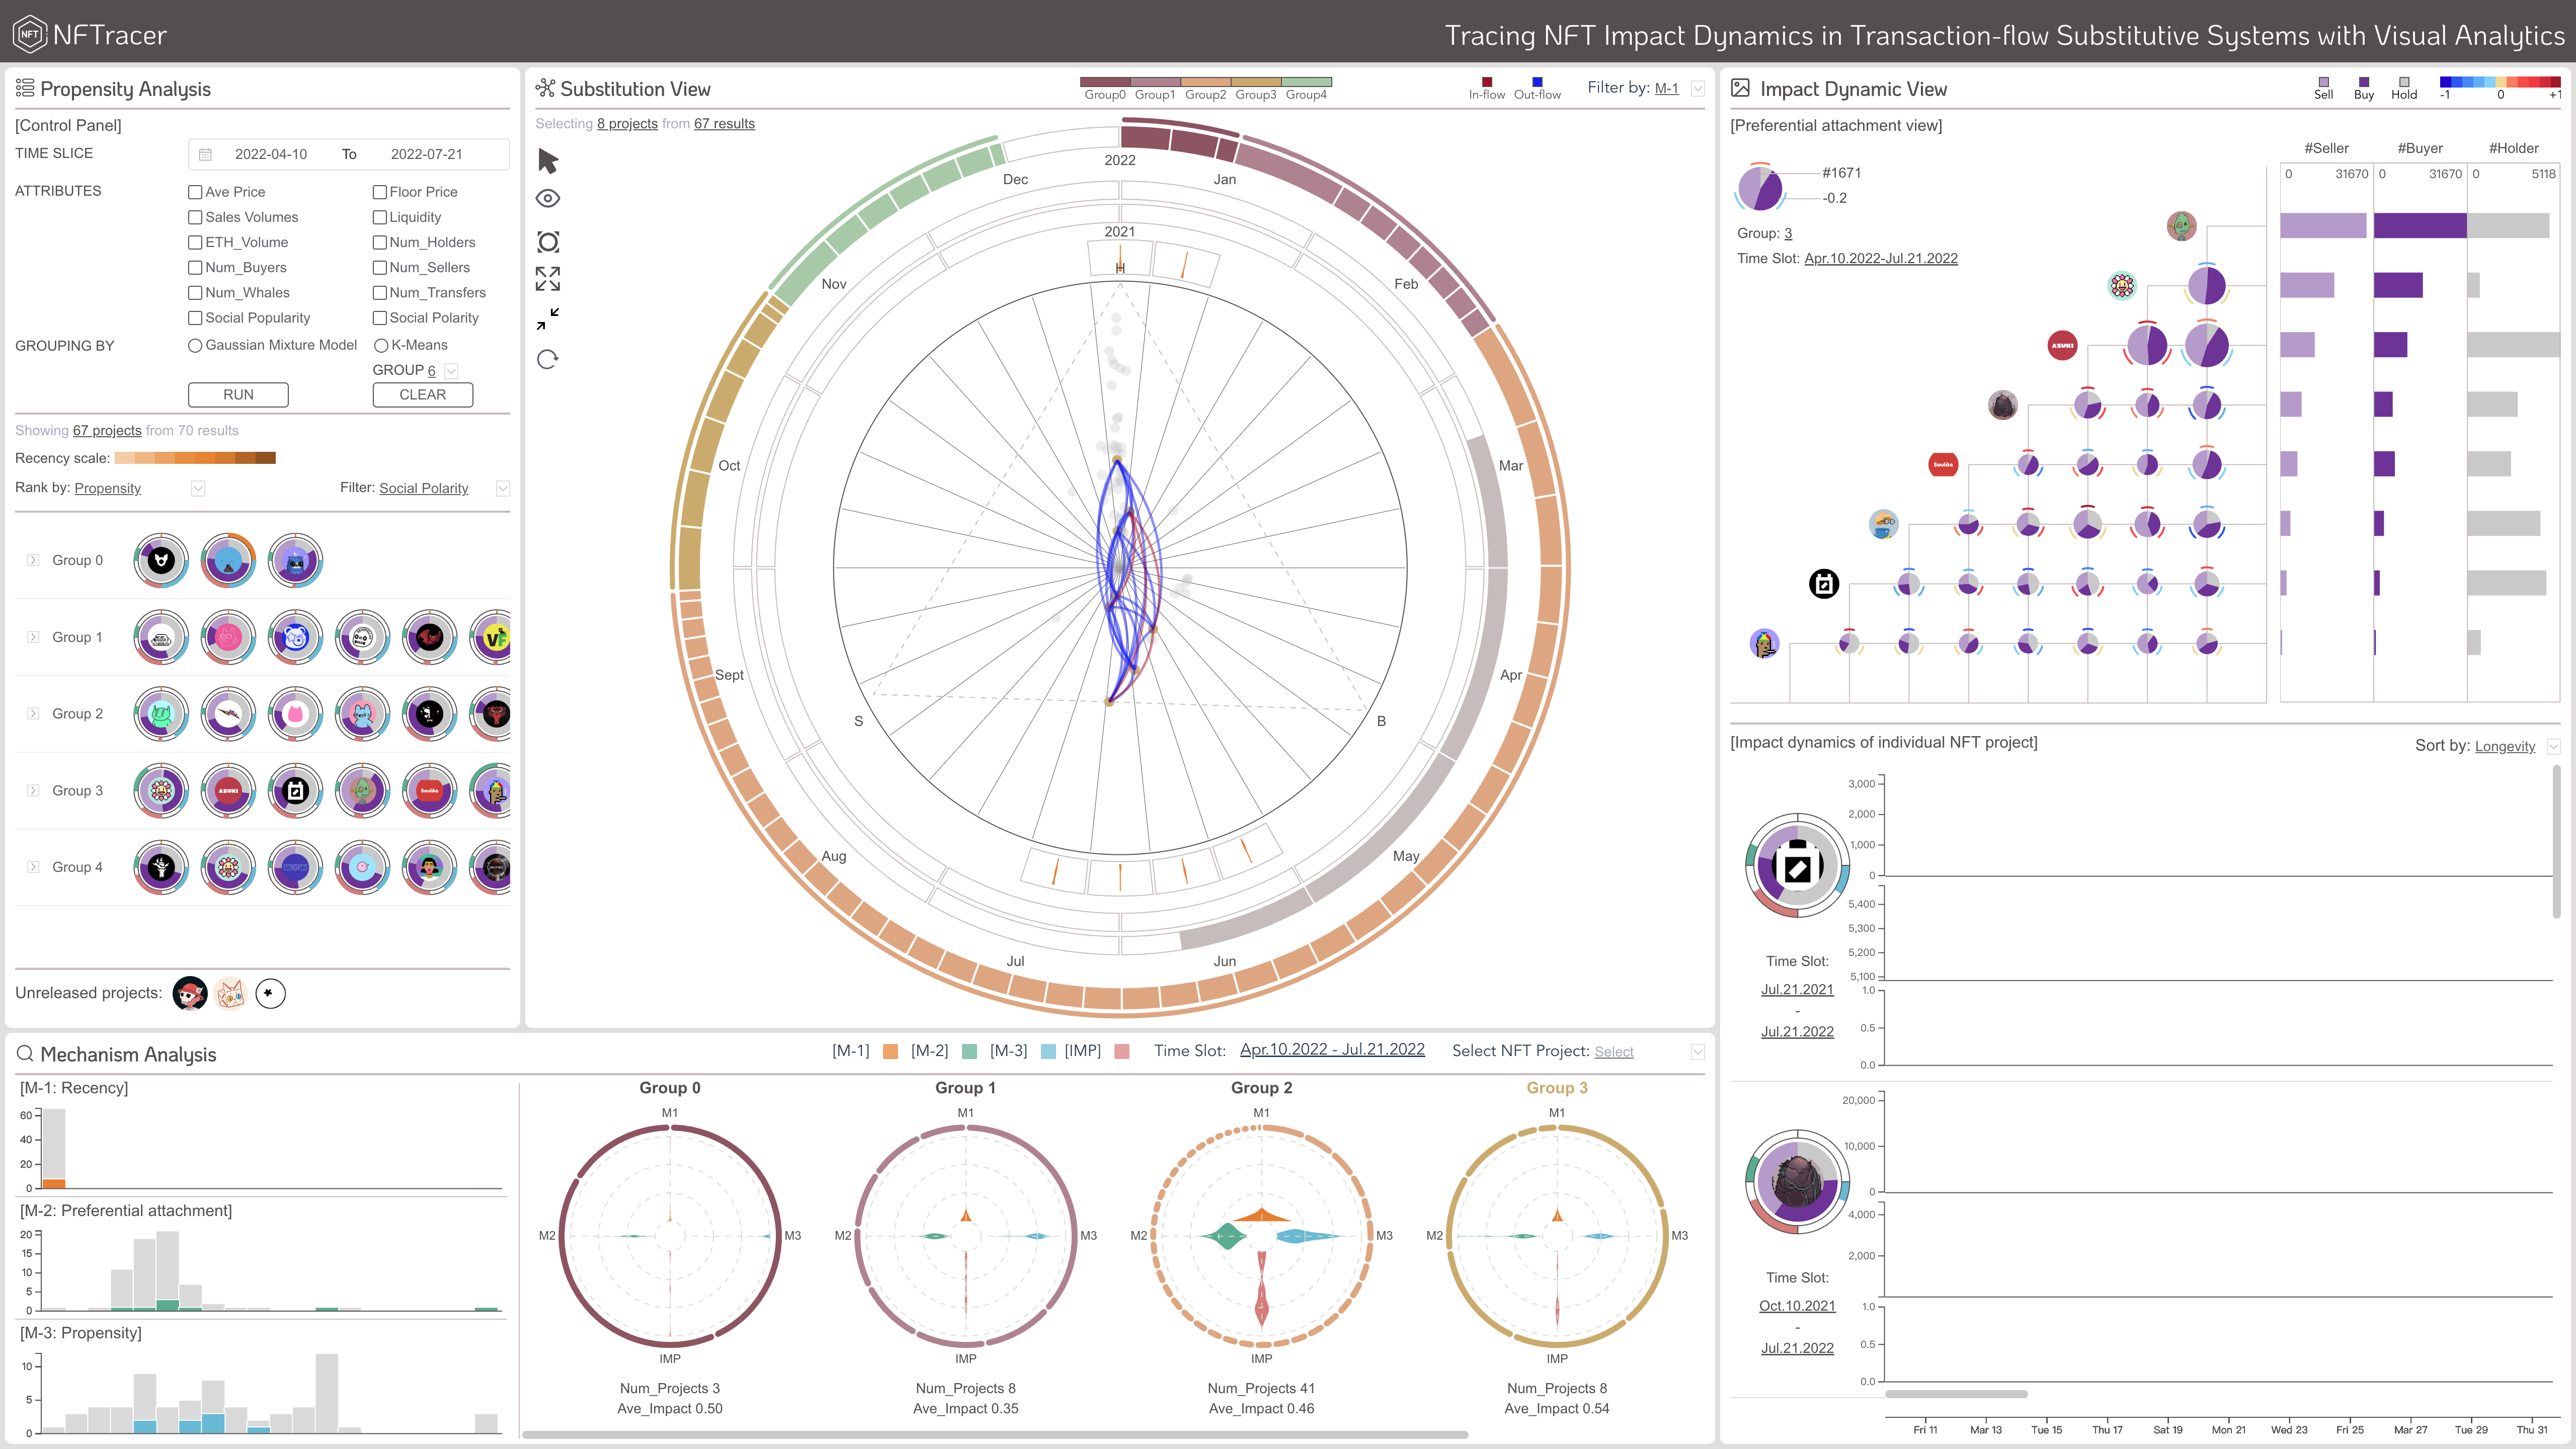 NFT NFTracer
Tracing NFT Impact Dynamics in Transaction-flow Substitutive Systems with Visual Analytics
Propensity Analysis
[Control Panel]
TIME SLICE 2022-04-10 To 2022-07-21
ATTRIBUTES
Ave Price Floor Price
Sales Volumes Liquidity
ETH_Volume Num_Holders
Num_Buyers Num_Sellers
Num_Whales Num_Transfers
Social Popularity Social Polarity
GROUPING BY Gaussian Mixture Model K-Means
GROUP 6
RUN CLEAR
Showing 67 projects from 70 results
Recency scale:
Rank by: Propensity Filter: Social Polarity
Group 0
Group 1
VF
Group 2
Group 3
AZUKI
Souls
Group 4
Unreleased projects:
Substitution View
Group0 Group1 Group2 Group3 Group4
In-flow Out-flow
Filter by: M-1
Selecting 8 projects from 67 results
2022
2021
Jan
Feb
Mar
Apr
May
Jun
Jul
Aug
Sept
Oct
Nov
Dec
H
S
B
Impact Dynamic View
Sell Buy Hold
-1 0 +1
[Preferential attachment view]
#1671
-0.2
Group: 3
Time Slot: Apr.10.2022-Jul.21.2022
#Seller #Buyer #Holder
0 31670 0 31670 0 5118
AZUKI
[Impact dynamics of individual NFT project]
Sort by: Longevity
3,000
2,000
1,000
0
5,400
5,300
5,200
5,100
1.0
0.5
0.0
Time Slot:
Jul.21.2021
-
Jul.21.2022
20,000
10,000
0
4,000
2,000
1.0
0.5
0.0
Time Slot:
Oct.10.2021
-
Jul.21.2022
Fri 11 Mar 13 Tue 15 Thu 17 Sat 19 Mon 21 Wed 23 Fri 25 Mar 27 Tue 29 Thu 31
Mechanism Analysis
[M-1] [M-2] [M-3] [IMP]
Time Slot: Apr.10.2022 - Jul.21.2022
Select NFT Project: Select
[M-1: Recency]
60
40
20
0
[M-2: Preferential attachment]
20
15
10
5
0
[M-3: Propensity]
10
5
0
Group 0
M1
M2
M3
IMP
Num_Projects 3
Ave_Impact 0.50
Group 1
M1
M2
M3
IMP
Num_Projects 8
Ave_Impact 0.35
Group 2
M1
M2
M3
IMP
Num_Projects 41
Ave_Impact 0.46
Group 3
M1
M2
M3
IMP
Num_Projects 8
Ave_Impact 0.54